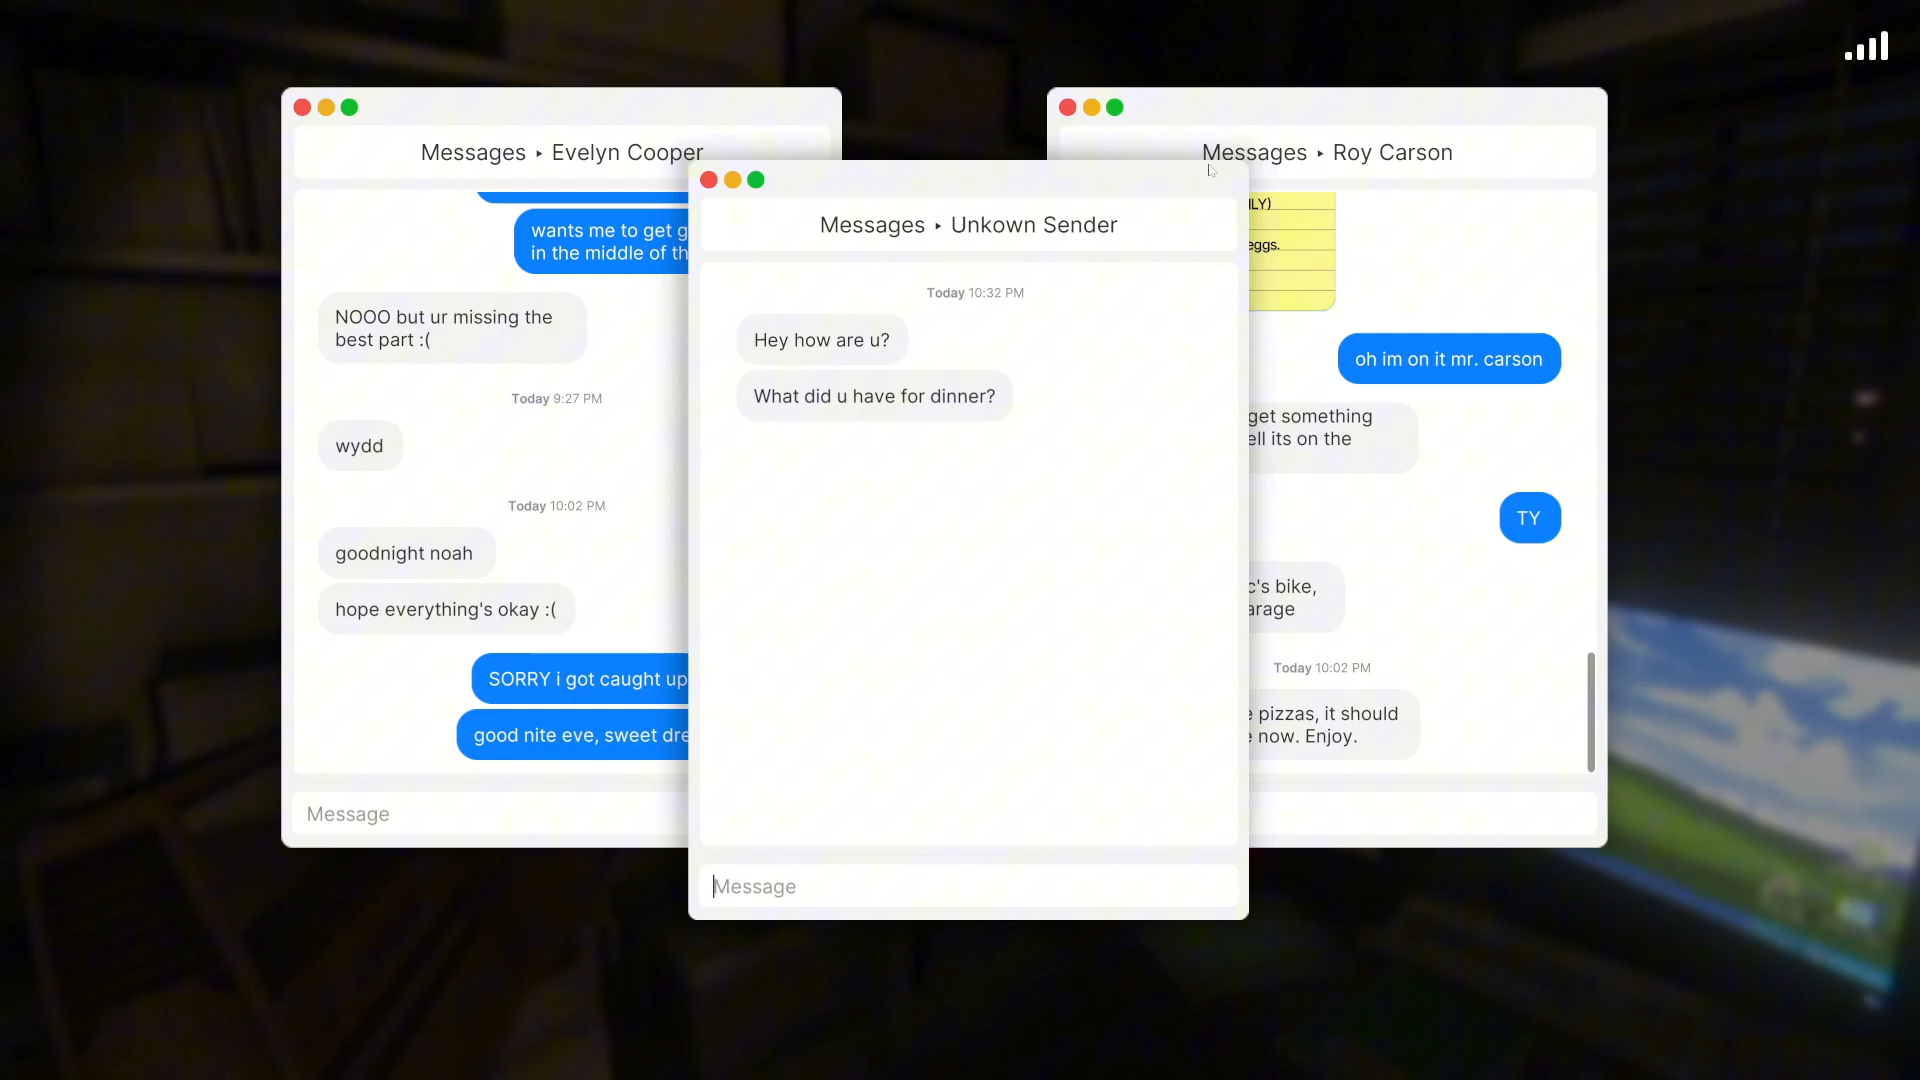 Messages ‣ Evelyn Cooper
wants me to get g
in the middle of th
NOOO but ur missing the
best part :(
Today 9:27 PM
wydd
Today 10:02 PM
goodnight noah
hope everything's okay :(
SORRY i got caught up
good nite eve, sweet dre
Message
Messages ‣ Unkown Sender
Today 10:32 PM
Hey how are u?
What did u have for dinner?
Message
Messages ‣ Roy Carson
ILY)
eggs.
oh im on it mr. carson
get something
ell its on the
TY
c's bike,
arage
Today 10:02 PM
e pizzas, it should
e now. Enjoy.